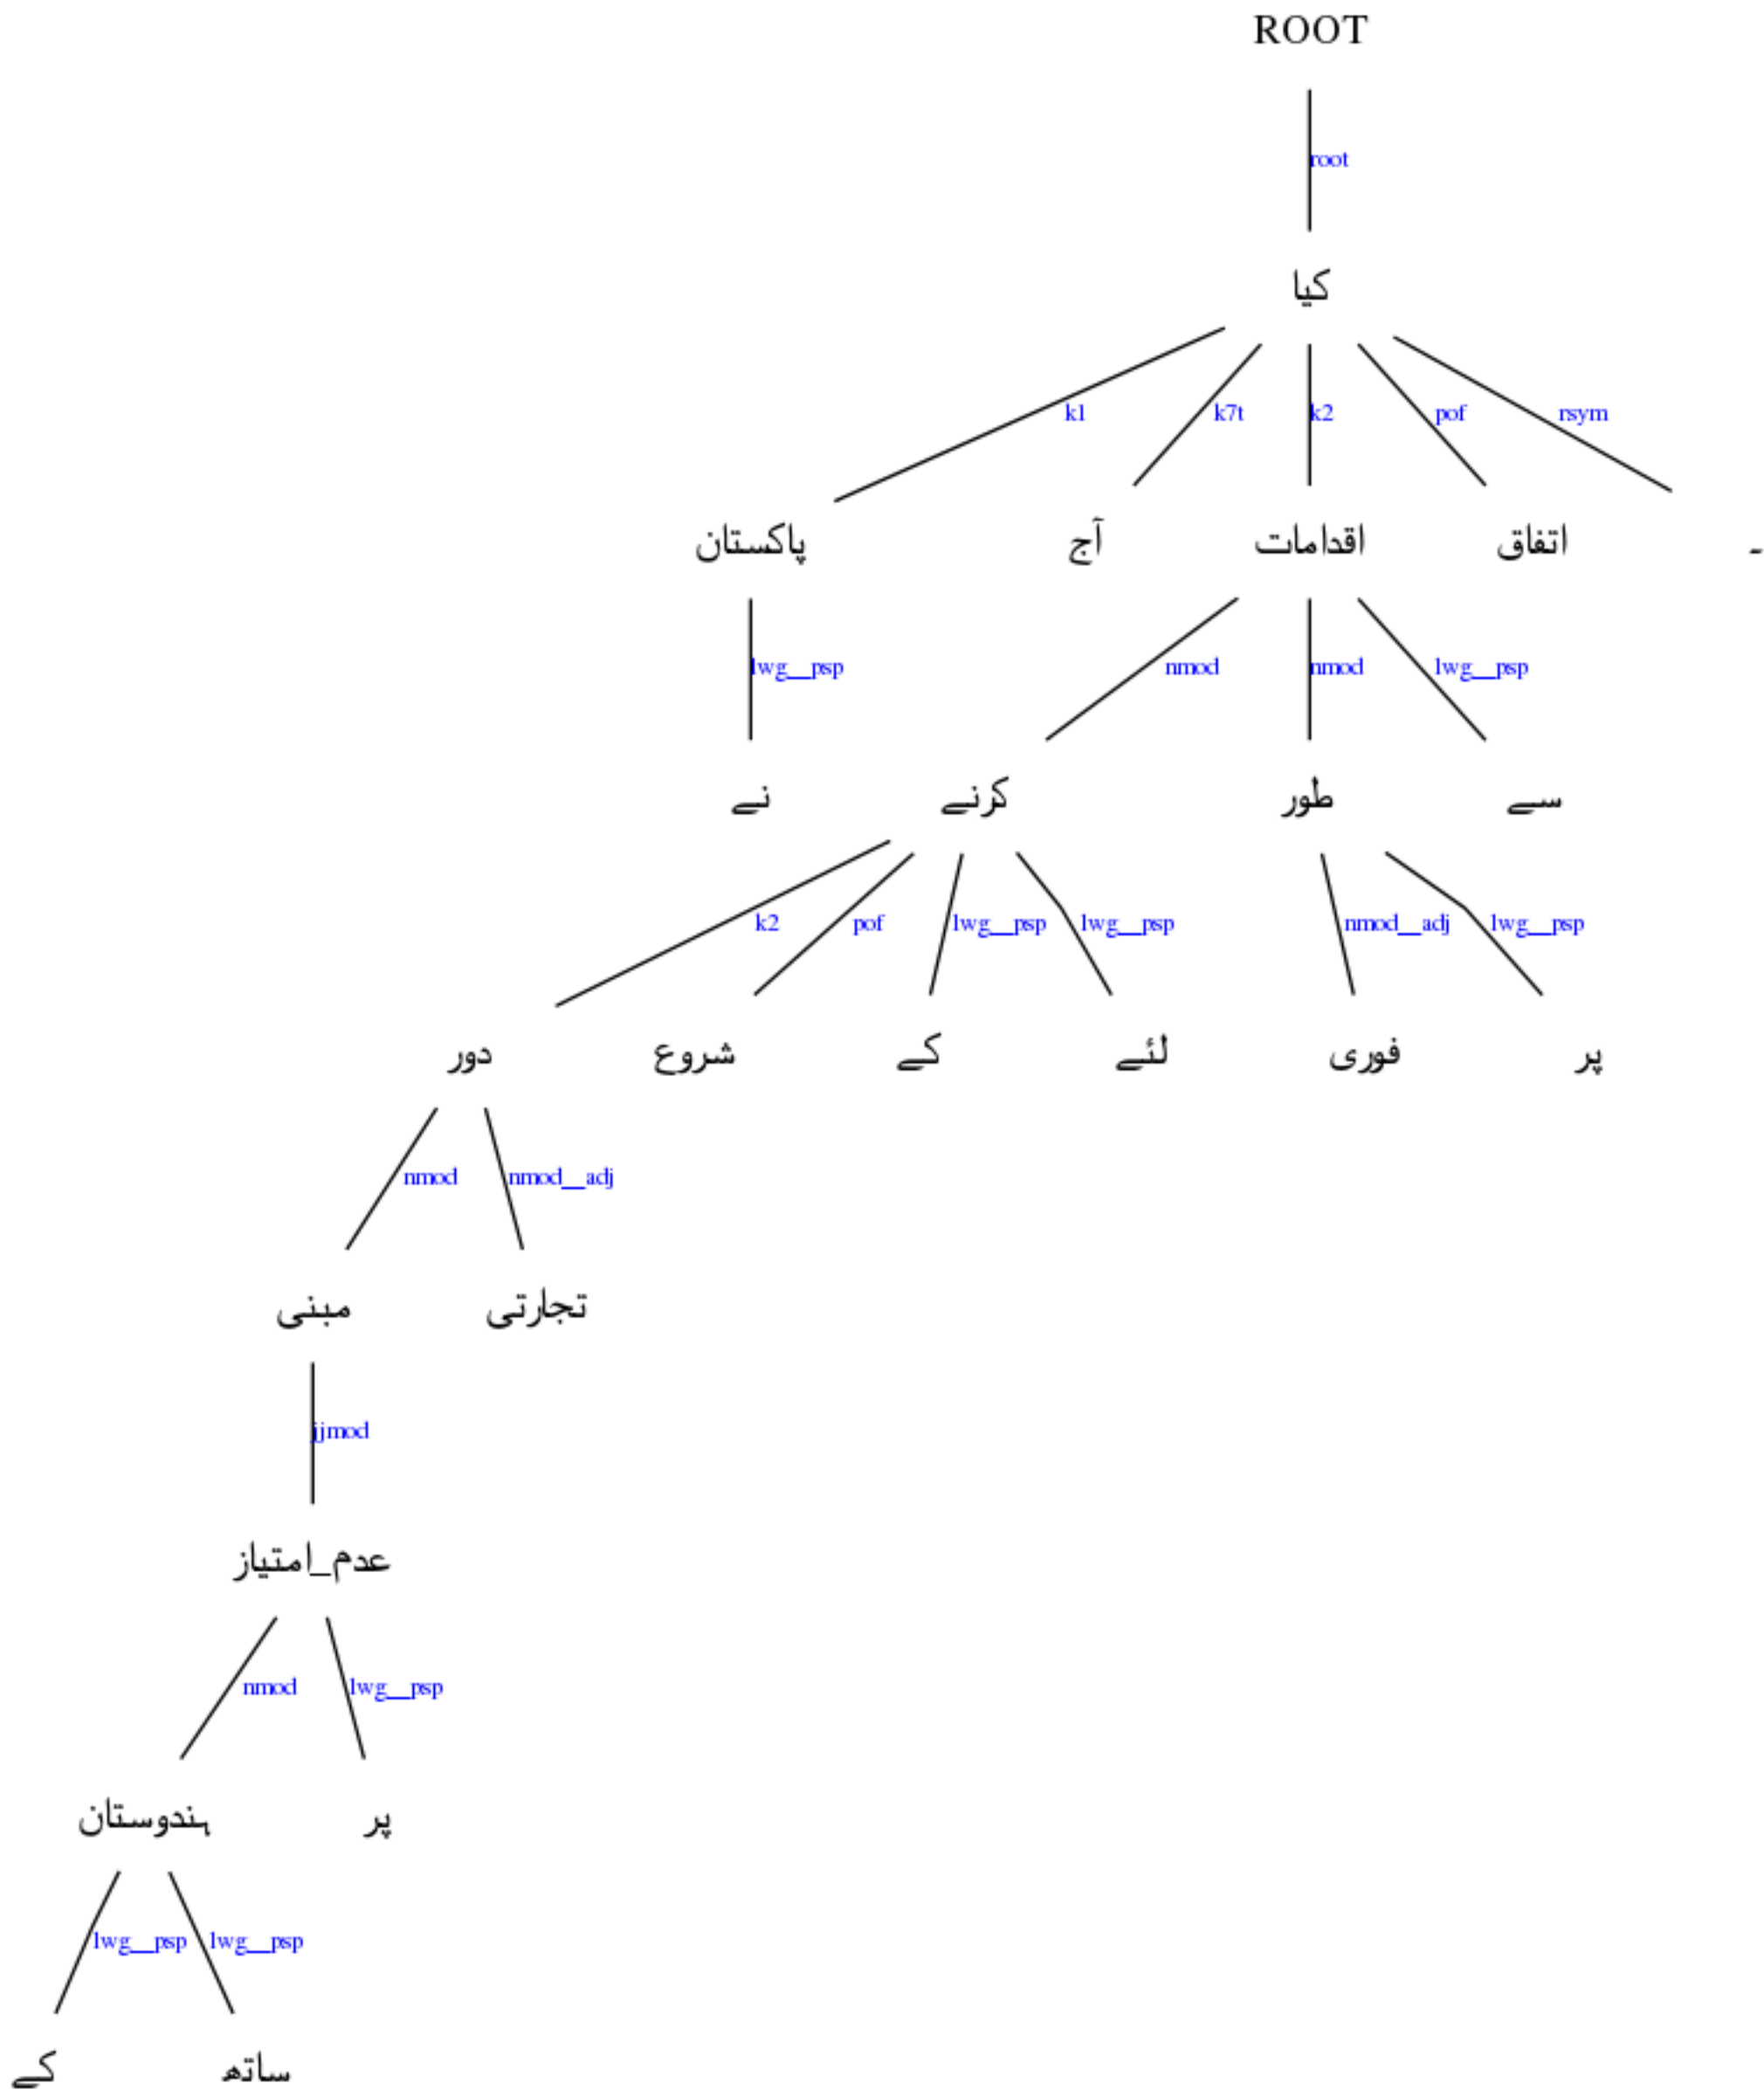 ROOT
root
کیا
k1 k7t k2 pof rsym
پاکستان آج اقدامات اتفاق ۔
lwg__psp nmod nmod lwg__psp
نے کرنے طور سے
k2 pof lwg__psp lwg__psp nmod__adj lwg__psp
دور شروع کے لئے فوری پر
nmod nmod__adj
مبنی تجارتی
jjmod
عدم_امتیاز
nmod lwg__psp
ہندوستان پر
lwg__psp lwg__psp
کے ساتھ